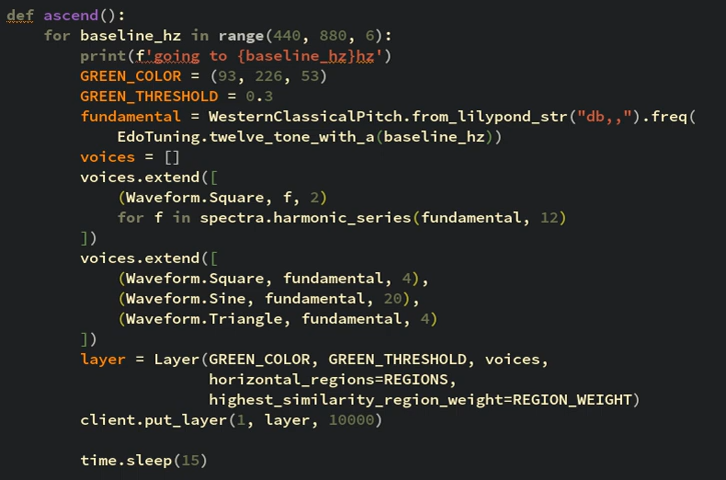 def ascend():
    for baseline_hz in range(440, 880, 6):
        print(f'going to {baseline_hz}hz')
        GREEN_COLOR = (93, 226, 53)
        GREEN_THRESHOLD = 0.3
        fundamental = WesternClassicalPitch.from_lilypond_str("db,,").freq(
            EdoTuning.twelve_tone_with_a(baseline_hz))
        voices = []
        voices.extend([
            (Waveform.Square, f, 2)
            for f in spectra.harmonic_series(fundamental, 12)
        ])
        voices.extend([
            (Waveform.Square, fundamental, 4),
            (Waveform.Sine, fundamental, 20),
            (Waveform.Triangle, fundamental, 4)
        ])
        layer = Layer(GREEN_COLOR, GREEN_THRESHOLD, voices,
                      horizontal_regions=REGIONS,
                      highest_similarity_region_weight=REGION_WEIGHT)
        client.put_layer(1, layer, 10000)

        time.sleep(15)